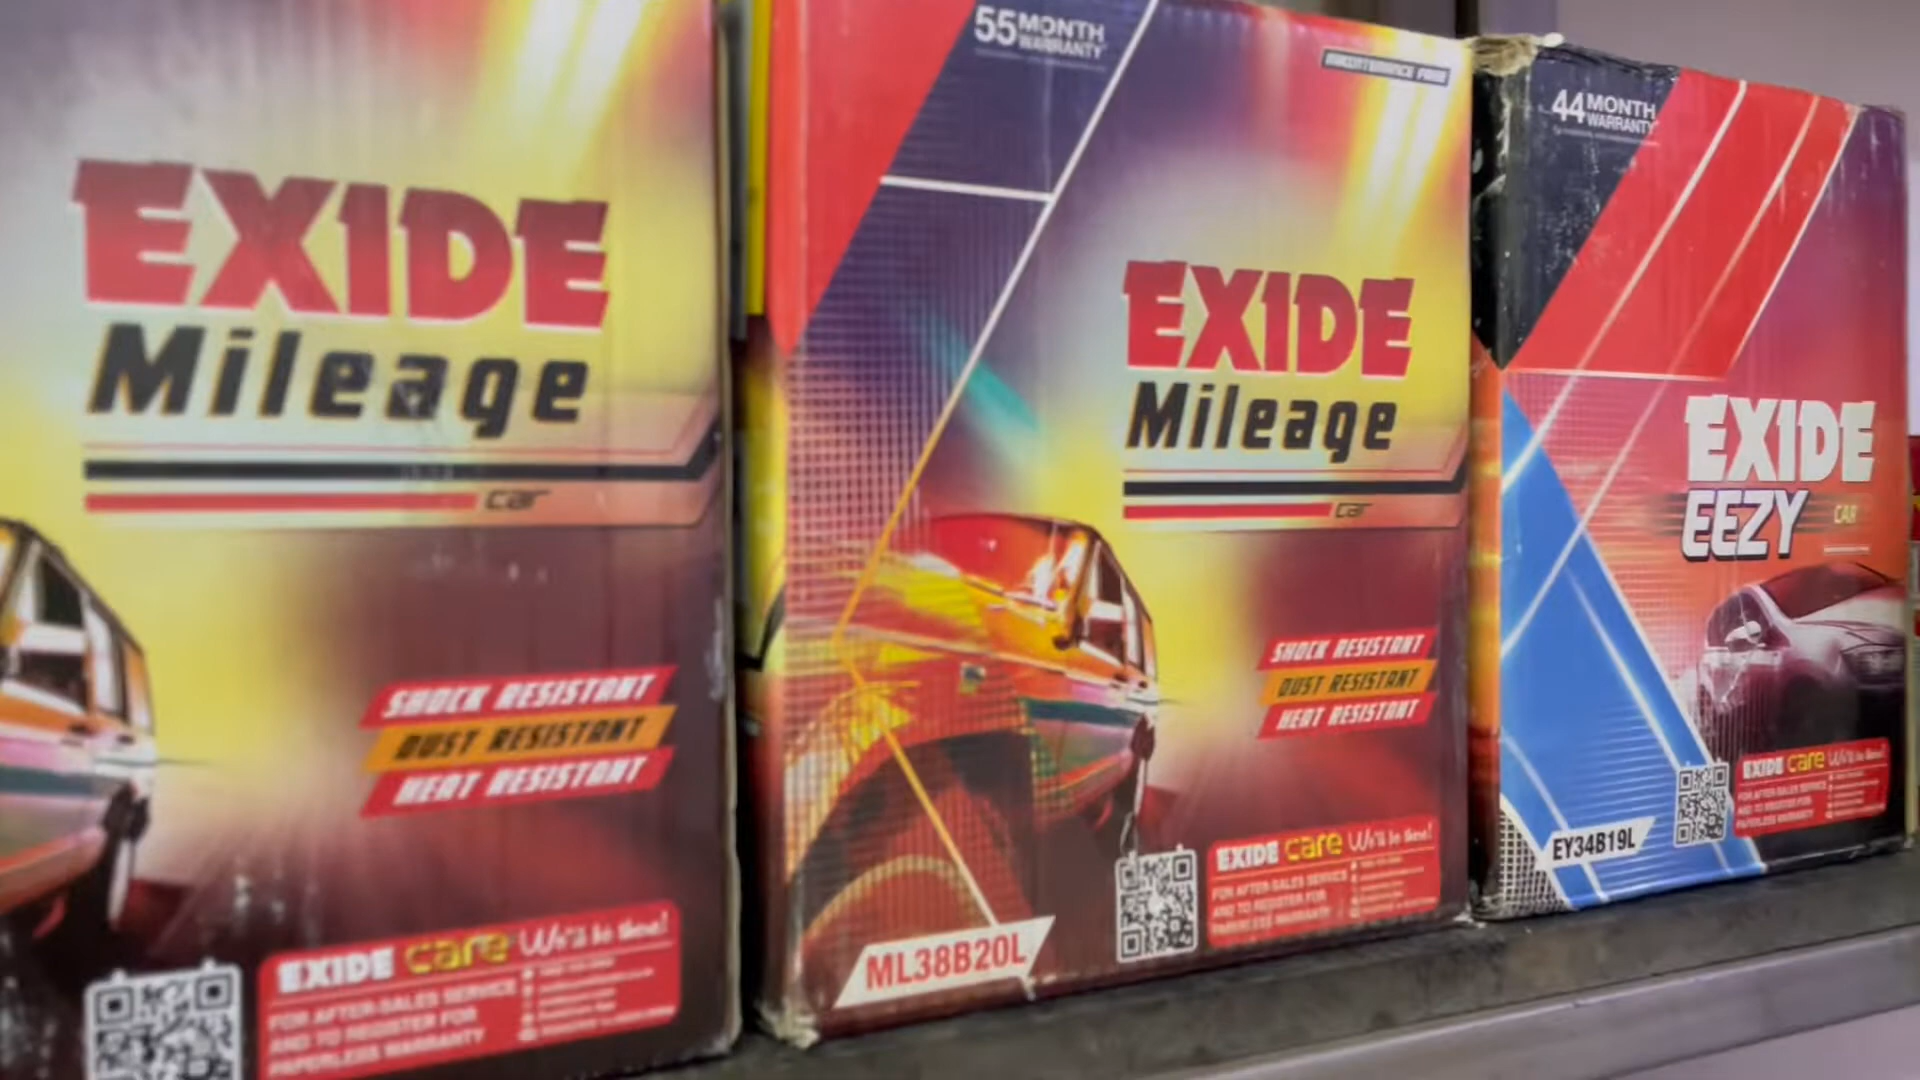 EXIDE
Mileage
car
SHOCK RESISTANT
DUST RESISTANT
HEAT RESISTANT
EXIDE care We'll be there!
FOR AFTER-SALES SERVICE
AND TO REGISTER FOR
PAPERLESS WARRANTY
55 MONTH
WARRANTY
MAINTENANCE FREE
EXIDE
Mileage
car
SHOCK RESISTANT
DUST RESISTANT
HEAT RESISTANT
EXIDE care We'll be there!
FOR AFTER-SALES SERVICE
AND TO REGISTER FOR
PAPERLESS WARRANTY
ML38B20L
44 MONTH
WARRANTY
EXIDE
EEZY CAR
EXIDE care We'll be there!
FOR AFTER-SALES SERVICE
AND TO REGISTER FOR
PAPERLESS WARRANTY
EY34B19L